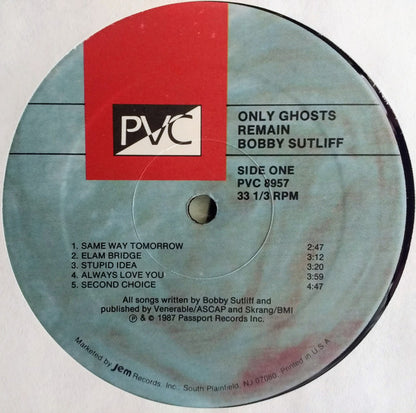 PVC
ONLY GHOSTS
REMAIN
BOBBY SUTLIFF
SIDE ONE
PVC 8957
33 1/3 RPM
1. SAME WAY TOMORROW 2:47
2. ELAM BRIDGE 3:12
3. STUPID IDEA 3:20
4. ALWAYS LOVE YOU 3:59
5. SECOND CHOICE 4:47
All songs written by Bobby Sutliff and
published by Venerable/ASCAP and Skrang/BMI
℗ & © 1987 Passport Records Inc.
Marketed by Jem Records, Inc., South Plainfield, NJ 07080. Printed in U.S.A.